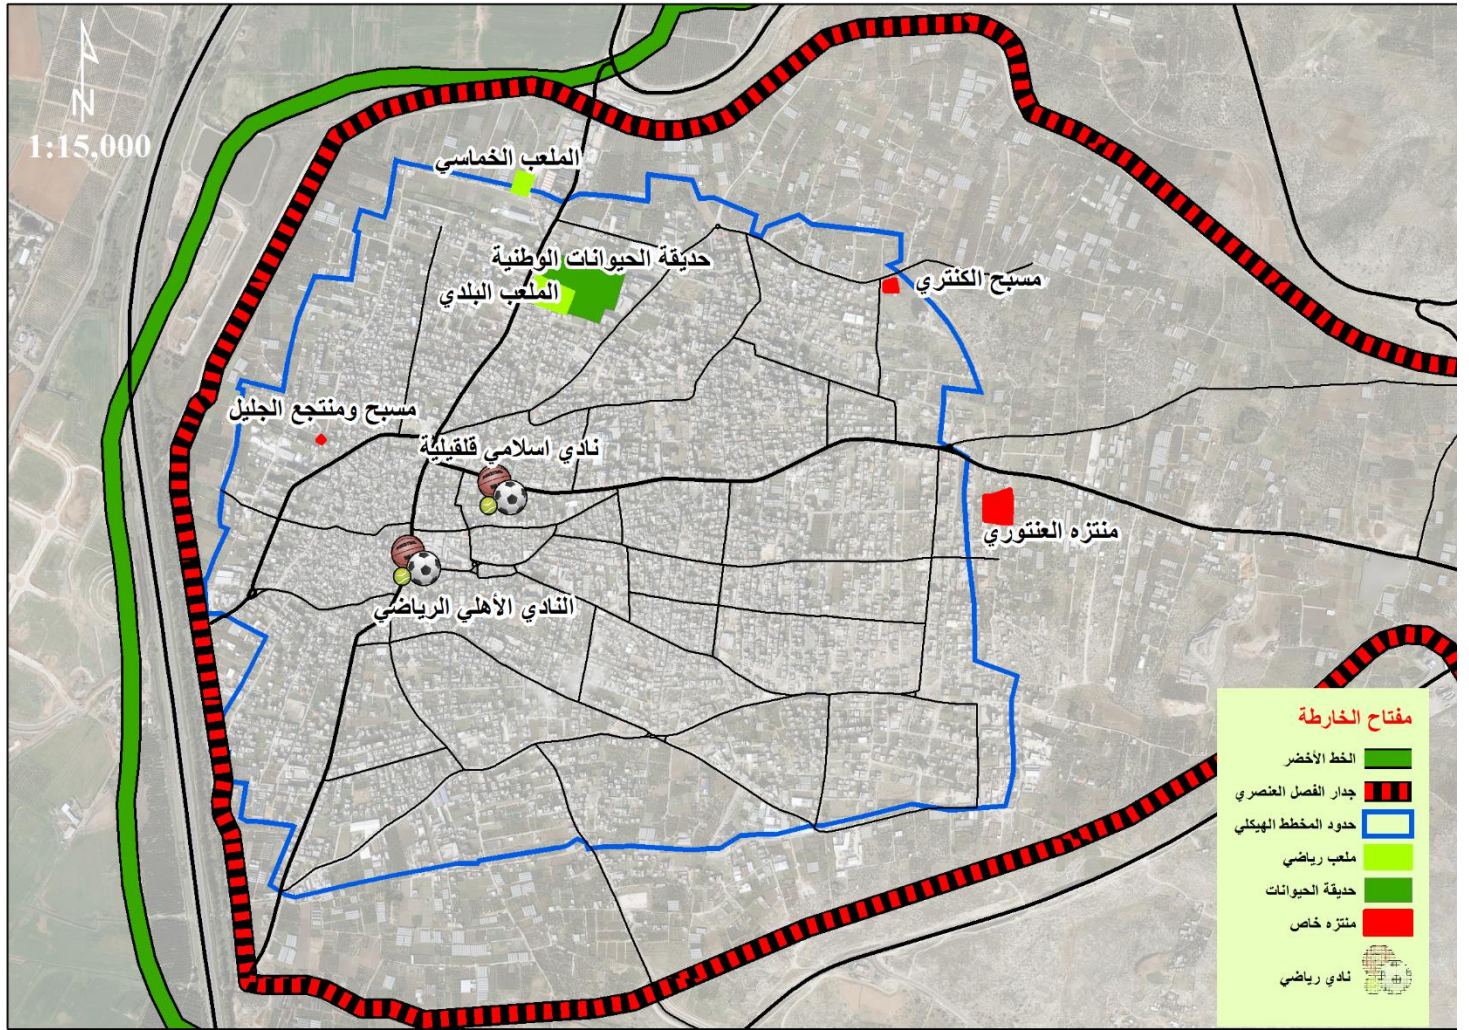 N
1:15,000
الملعب الخماسي
حديقة الحيوانات الوطنية
الملعب البلدي
مسبح الكنتري
مسبح ومنتجع الجليل
نادي اسلامي قلقيلية
منتزه العنتوري
النادي الأهلي الرياضي
مفتاح الخارطة
الخط الأخضر
جدار الفصل العنصري
حدود المخطط الهيكلي
ملعب رياضي
حديقة الحيوانات
منتزه خاص
نادي رياضي